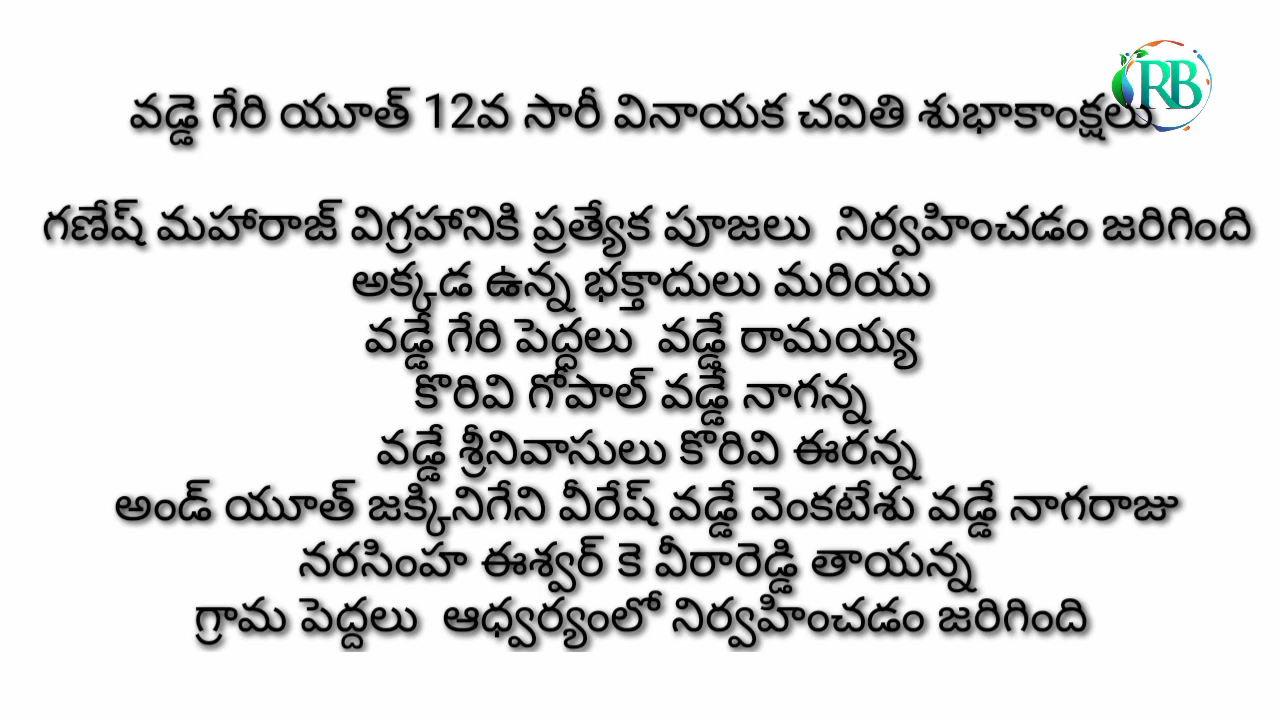 వడ్డె గేరి యూత్ 12వ సారీ వినాయక చవితి శుభాకాంక్షలు
RB
గణేష్ మహారాజ్ విగ్రహానికి ప్రత్యేక పూజలు నిర్వహించడం జరిగింది
అక్కడ ఉన్న భక్తాదులు మరియు
వడ్డే గేరి పెద్దలు వడ్డే రామయ్య
కొరివి గోపాల్ వడ్డే నాగన్న
వడ్డే శ్రీనివాసులు కొరివి ఈరన్న
అండ్ యూత్ జక్కినిగేని వీరేష్ వడ్డే వెంకటేశు వడ్డే నాగరాజు
నరసింహ ఈశ్వర్ కె వీరారెడ్డి తాయన్న
గ్రామ పెద్దలు ఆధ్వర్యంలో నిర్వహించడం జరిగింది